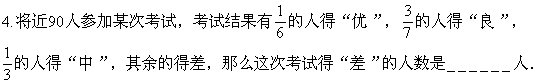 4.将近90人参加某次考试，考试结果有1/6的人得“优”，3/7的人得“良”，
1/3的人得“中”，其余的得差，那么这次考试得“差”的人数是______人.